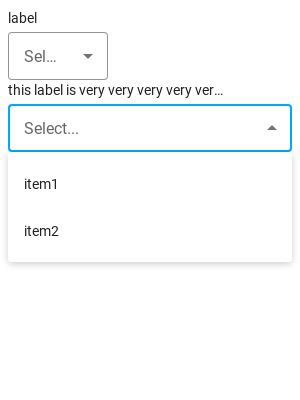 label
Sel...
this label is very very very very ver...
Select...
item1
item2